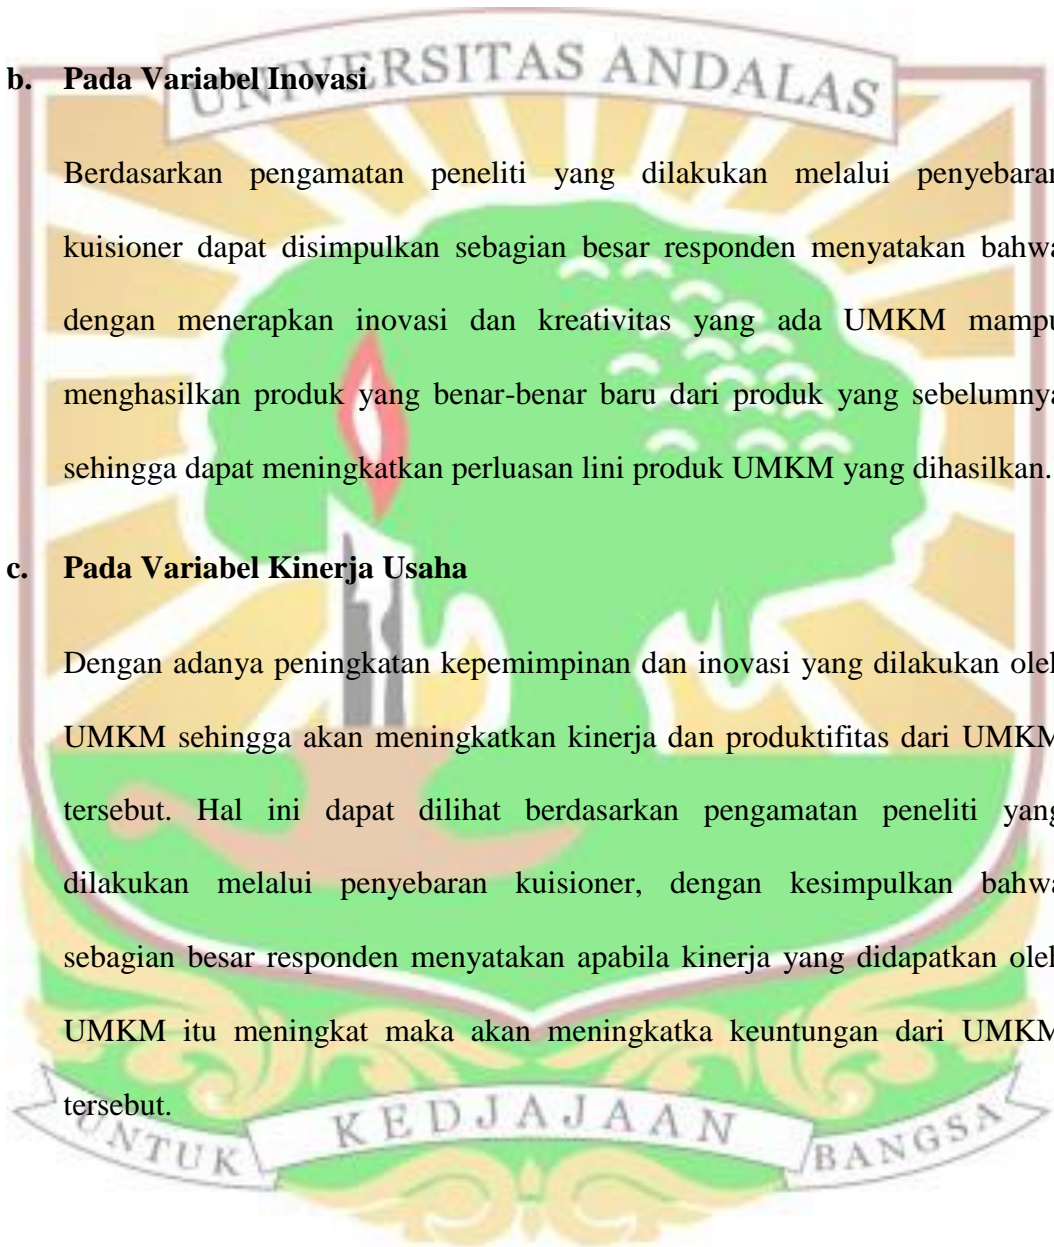 UNIVERSITAS ANDALAS
b. Pada Variabel Inovasi
Berdasarkan pengamatan peneliti yang dilakukan melalui penyebaran
kuisioner dapat disimpulkan sebagian besar responden menyatakan bahwa
dengan menerapkan inovasi dan kreativitas yang ada UMKM mampu
menghasilkan produk yang benar-benar baru dari produk yang sebelumnya
sehingga dapat meningkatkan perluasan lini produk UMKM yang dihasilkan.
c. Pada Variabel Kinerja Usaha
Dengan adanya peningkatan kepemimpinan dan inovasi yang dilakukan oleh
UMKM sehingga akan meningkatkan kinerja dan produktifitas dari UMKM
tersebut. Hal ini dapat dilihat berdasarkan pengamatan peneliti yang
dilakukan melalui penyebaran kuisioner, dengan kesimpulkan bahwa
sebagian besar responden menyatakan apabila kinerja yang didapatkan oleh
UMKM itu meningkat maka akan meningkatka keuntungan dari UMKM
tersebut.
UNTUK KEDJAJAAN BANGSA